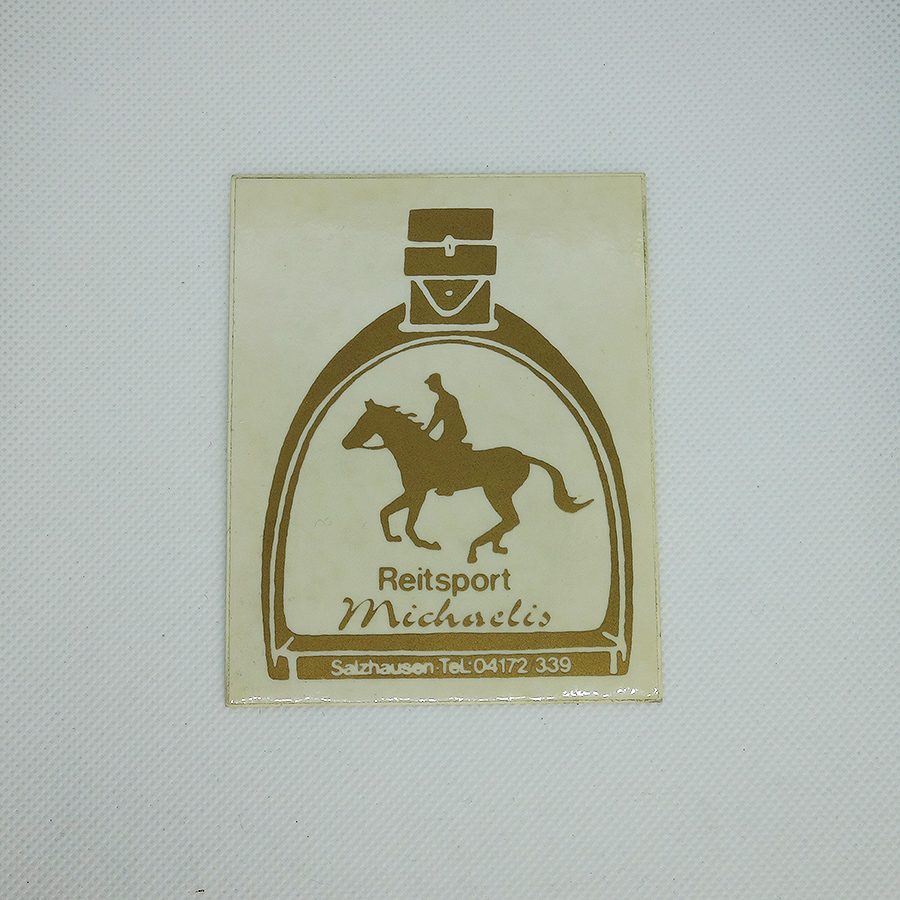 Reitsport
Michaelis
Salzhausen·Tel:04172 339